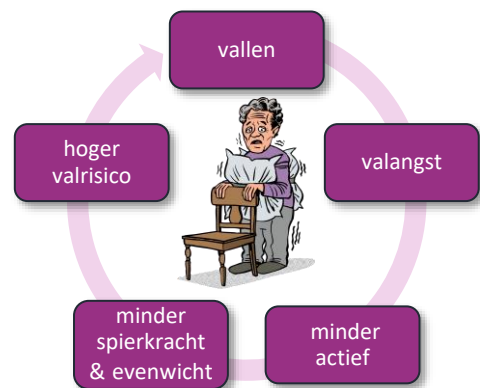 vallen
valangst
minder
actief
minder
spierkracht
& evenwicht
hoger
valrisico